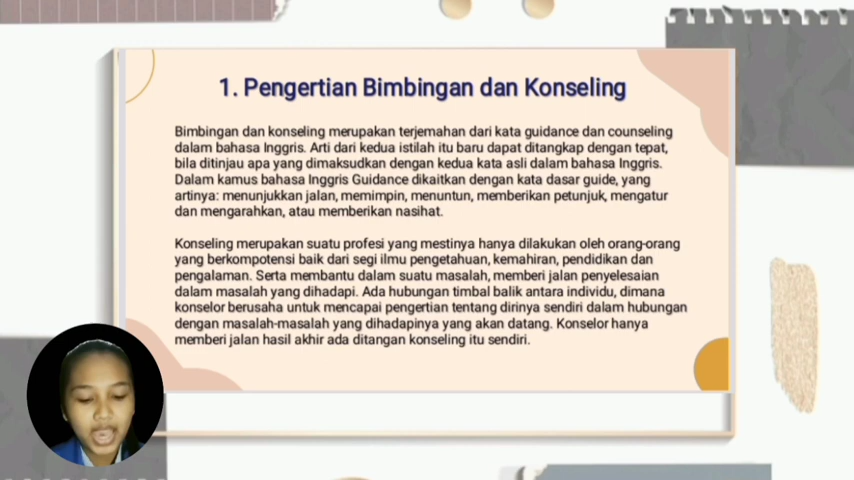 1. Pengertian Bimbingan dan Konseling
Bimbingan dan konseling merupakan terjemahan dari kata guidance dan counseling
dalam bahasa Inggris. Arti dari kedua istilah itu baru dapat ditangkap dengan tepat,
bila ditinjau apa yang dimaksudkan dengan kedua kata asli dalam bahasa Inggris.
Dalam kamus bahasa Inggris Guidance dikaitkan dengan kata dasar guide, yang
artinya: menunjukkan jalan, memimpin, menuntun, memberikan petunjuk, mengatur
dan mengarahkan, atau memberikan nasihat.
Konseling merupakan suatu profesi yang mestinya hanya dilakukan oleh orang-orang
yang berkompotensi baik dari segi ilmu pengetahuan, kemahiran, pendidikan dan
pengalaman. Serta membantu dalam suatu masalah, memberi jalan penyelesaian
dalam masalah yang dihadapi. Ada hubungan timbal balik antara individu, dimana
konselor berusaha untuk mencapai pengertian tentang dirinya sendiri dalam hubungan
dengan masalah-masalah yang dihadapinya yang akan datang. Konselor hanya
memberi jalan hasil akhir ada ditangan konseling itu sendiri.